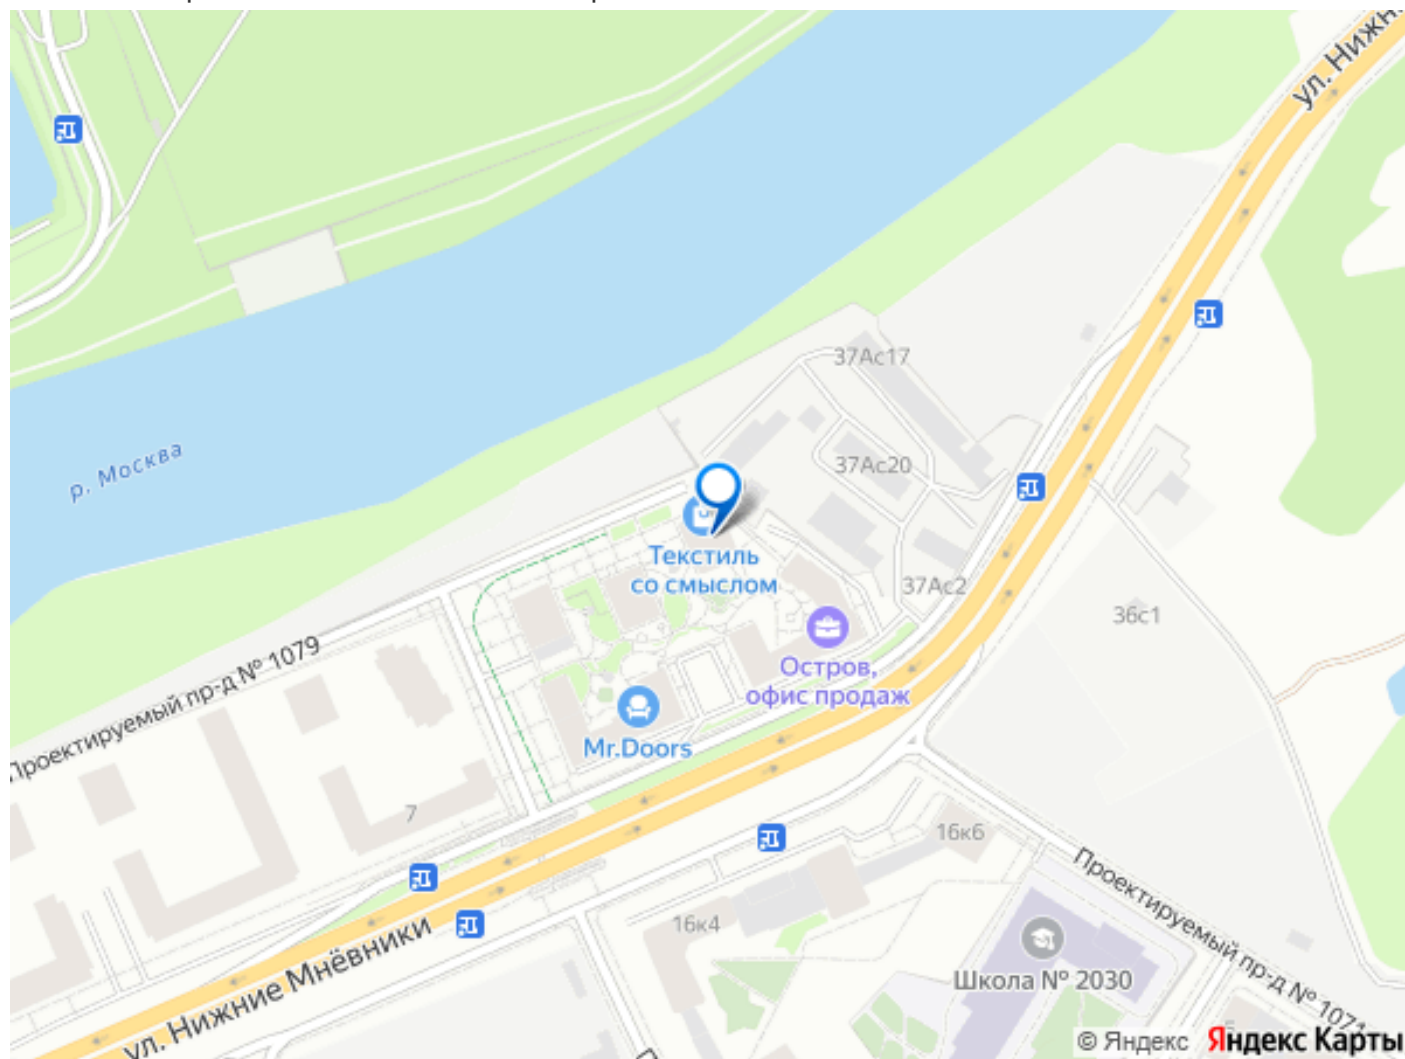 ул. Нижн
37Ас17
р. Москва
37Ас20
Текстиль
со смыслом
37Ас2
36с1
Проектируемый пр-д № 1079
Остров,
офис продаж
Mr.Doors
7
16к6
Проектируемый пр-д № 1071
16к4
ул. Нижние Мнёвники
Школа № 2030
© Яндекс Яндекс Карты